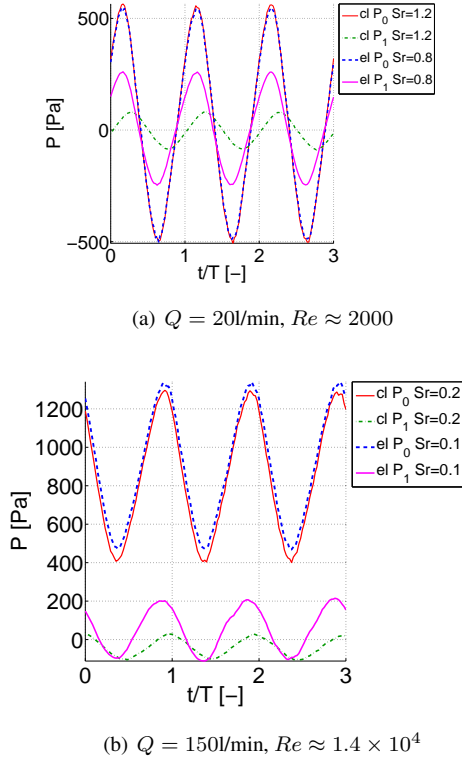 500
0
−500
P [Pa]
0
1
2
3
t/T [-]
cl P0 Sr=1.2
cl P1 Sr=1.2
el P0 Sr=0.8
el P1 Sr=0.8
(a) Q = 20l/min, Re ≈ 2000
1200
1000
800
600
400
200
0
P [Pa]
0
1
2
3
t/T [-]
cl P0 Sr=0.2
cl P1 Sr=0.2
el P0 Sr=0.1
el P1 Sr=0.1
(b) Q = 150l/min, Re ≈ 1.4 × 10⁴